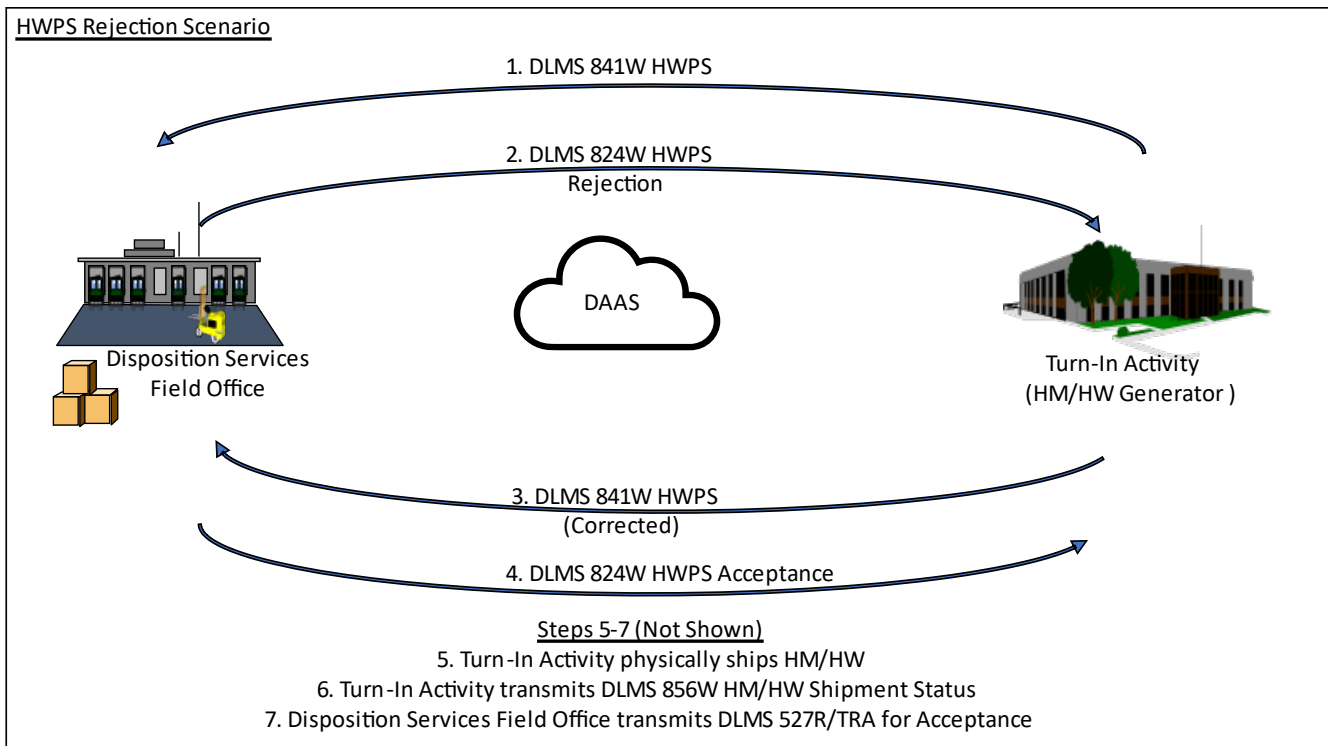 HWPS Rejection Scenario
1. DLMS 841W HWPS
2. DLMS 824W HWPS
Rejection
DAAS
Disposition Services
Field Office
Turn-In Activity
(HM/HW Generator )
3. DLMS 841W HWPS
(Corrected)
4. DLMS 824W HWPS Acceptance
Steps 5-7 (Not Shown)
5. Turn-In Activity physically ships HM/HW
6. Turn-In Activity transmits DLMS 856W HM/HW Shipment Status
7. Disposition Services Field Office transmits DLMS 527R/TRA for Acceptance